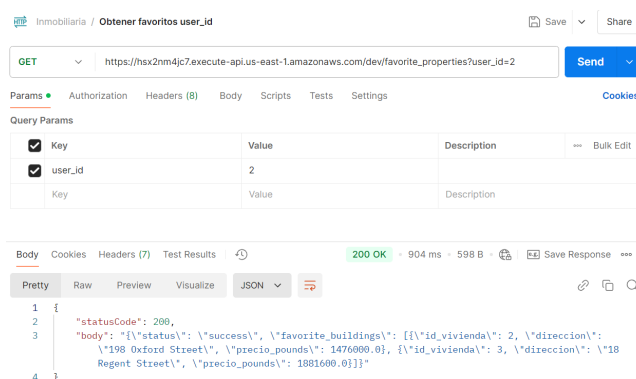 HTTP Inmobiliaria / Obtener favoritos user_id Save Share
GET https://hsx2nm4jc7.execute-api.us-east-1.amazonaws.com/dev/favorite_properties?user_id=2 Send
Params Authorization Headers (8) Body Scripts Tests Settings Cookies
Query Params
Key Value Description Bulk Edit
user_id 2
Key Value Description
Body Cookies Headers (7) Test Results 200 OK 904 ms 598 B e.g. Save Response
Pretty Raw Preview Visualize JSON
1 {
2 "statusCode": 200,
3 "body": "{\"status\": \"success\", \"favorite_buildings\": [{\"id_vivienda\": 2, \"direccion\":
\"198 Oxford Street\", \"precio_pounds\": 1476000.0}, {\"id_vivienda\": 3, \"direccion\": \"18
Regent Street\", \"precio_pounds\": 1881600.0}]}"
4 }